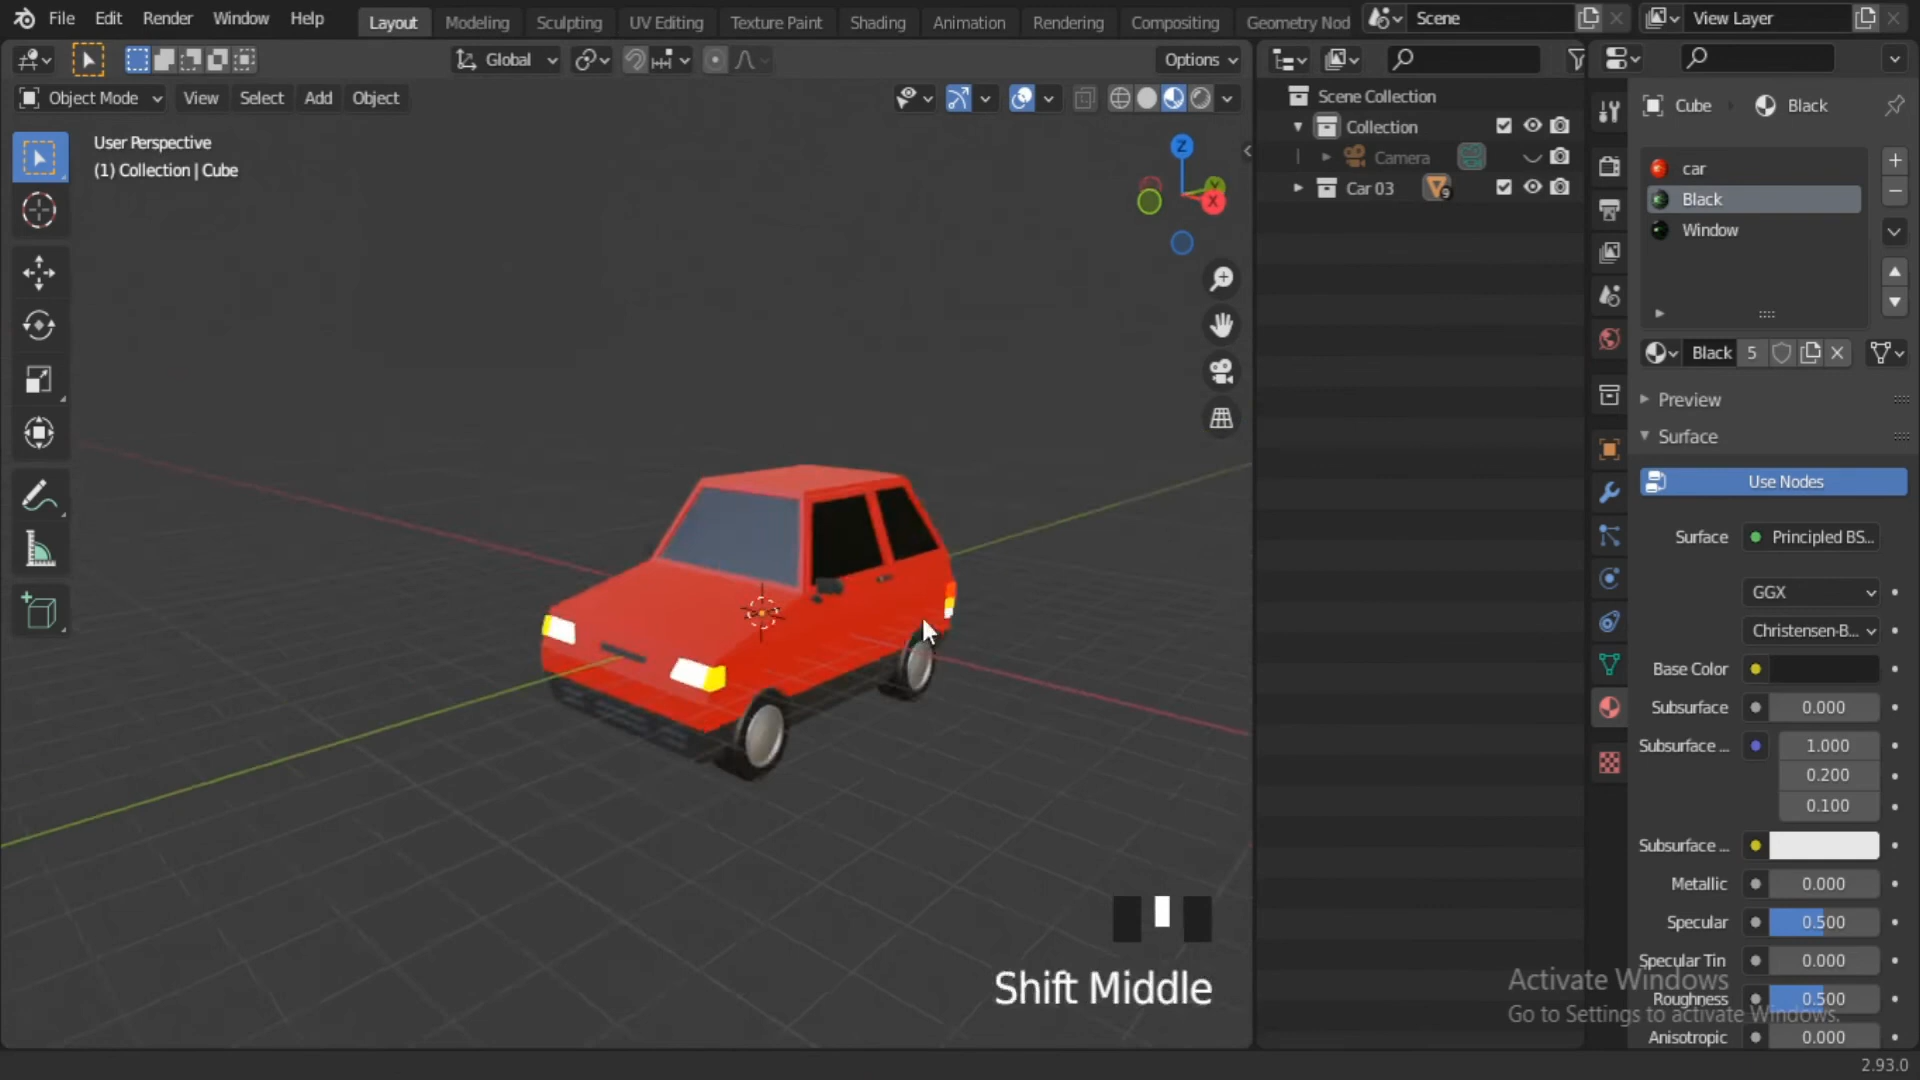 File Edit Render Window Help Layout Modeling Sculpting UV Editing Texture Paint Shading Animation Rendering Compositing Geometry Nod Scene View Layer
Global Options
Object Mode View Select Add Object
User Perspective
(1) Collection | Cube
Z
Y
X
Shift Middle
Scene Collection
Collection
Camera
Car 03 9
Cube Black
car
Black
Window
Black 5
Preview
Surface
Use Nodes
Surface Principled BS...
GGX
Christensen-B...
Base Color
Subsurface 0.000
Subsurface ... 1.000
0.200
0.100
Subsurface ...
Metallic 0.000
Specular 0.500
Specular Tin 0.000
Roughness 0.500
Anisotropic 0.000
Activate Windows
Go to Settings to activate Windows.
2.93.0